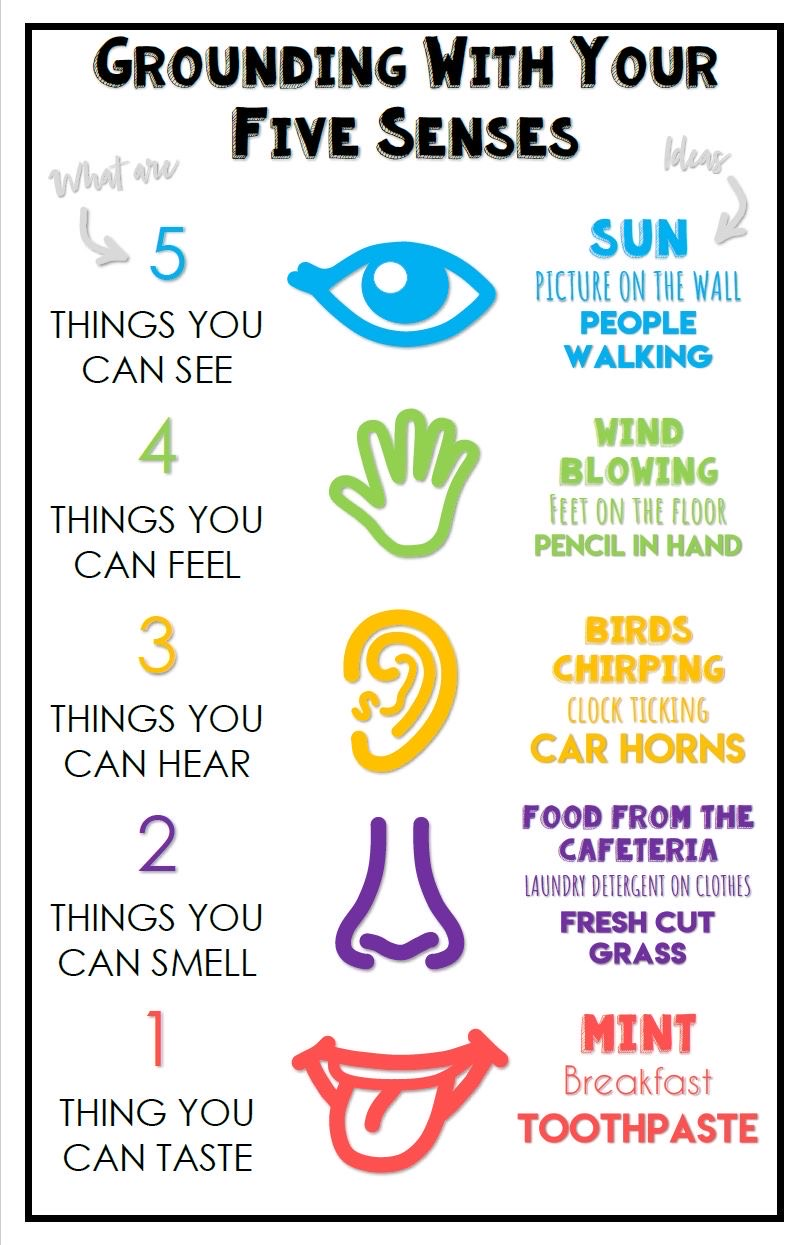 GROUNDING WITH YOUR
FIVE SENSES
What are
Ideas
5
THINGS YOU
CAN SEE
SUN
PICTURE ON THE WALL
PEOPLE
WALKING
4
THINGS YOU
CAN FEEL
WIND
BLOWING
FEET ON THE FLOOR
PENCIL IN HAND
3
THINGS YOU
CAN HEAR
BIRDS
CHIRPING
CLOCK TICKING
CAR HORNS
2
THINGS YOU
CAN SMELL
FOOD FROM THE
CAFETERIA
LAUNDRY DETERGENT ON CLOTHES
FRESH CUT
GRASS
1
THING YOU
CAN TASTE
MINT
Breakfast
TOOTHPASTE